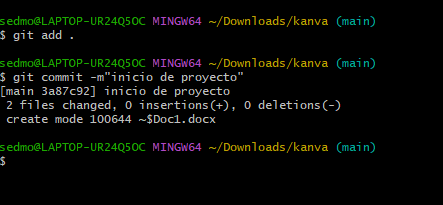 sedmo@LAPTOP-UR24Q5OC MINGW64 ~/Downloads/kanva (main)
$ git add .
sedmo@LAPTOP-UR24Q5OC MINGW64 ~/Downloads/kanva (main)
$ git commit -m"inicio de proyecto"
[main 3a87c92] inicio de proyecto
 2 files changed, 0 insertions(+), 0 deletions(-)
 create mode 100644 ~$Doc1.docx
sedmo@LAPTOP-UR24Q5OC MINGW64 ~/Downloads/kanva (main)
$